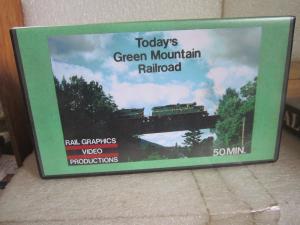 Today's
Green Mountain
Railroad
RAIL GRAPHICS
VIDEO
PRODUCTIONS
50 MIN.